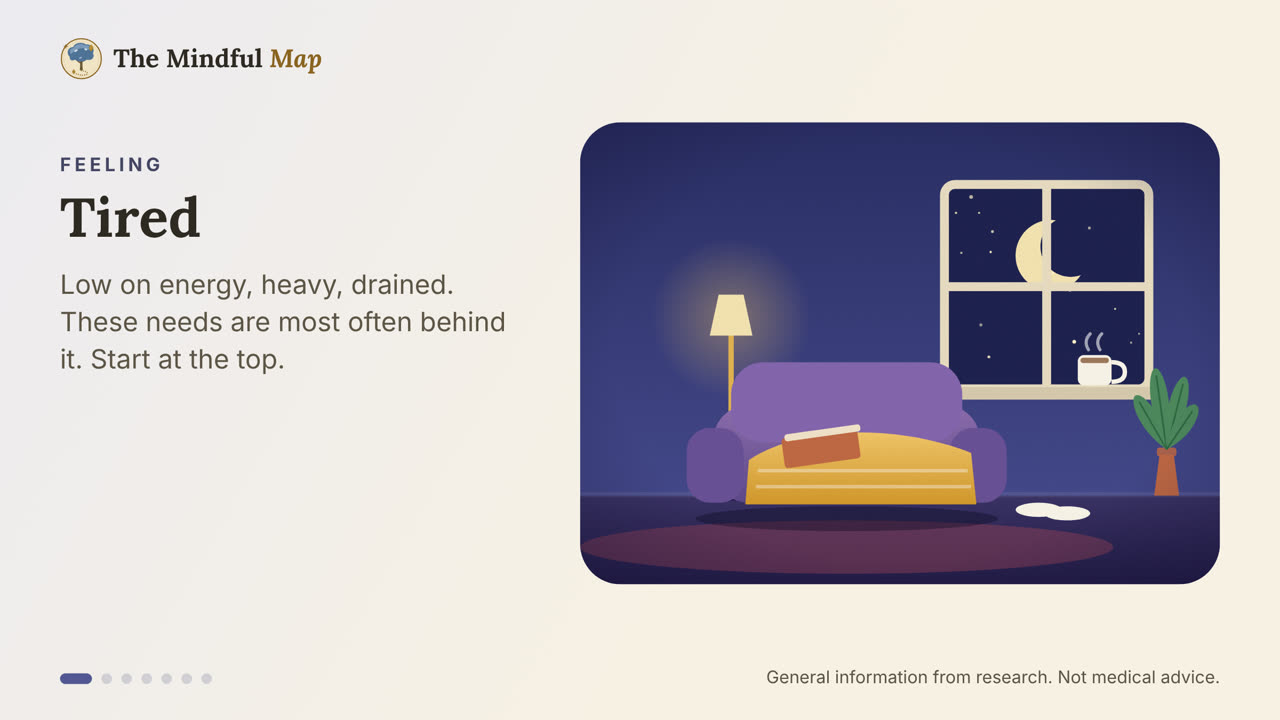 The Mindful Map
FEELING
Tired
Low on energy, heavy, drained.
These needs are most often behind
it. Start at the top.
General information from research. Not medical advice.